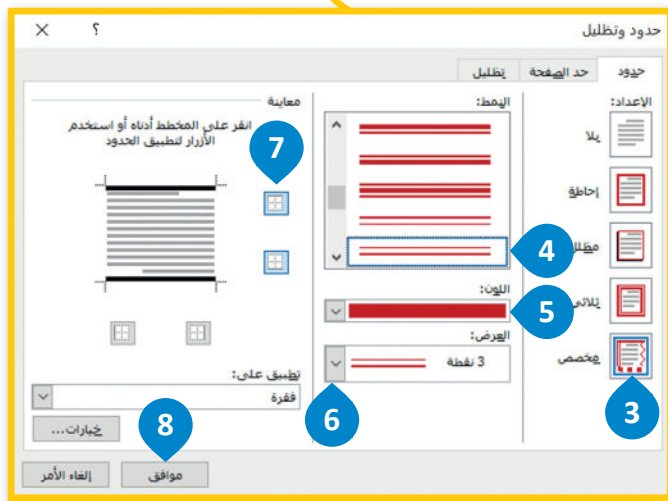 حدود وتظليل
؟
×
حدود
حد الصفحة
تظليل
الإعداد:
بلا
إحاطة
ثلاثي
مخصص
3
النمط:
4
اللون:
5
العرض:
3 نقطة
6
معاينة
انقر على المخطط أدناه أو استخدم
الأزرار لتطبيق الحدود
7
تطبيق على:
فقرة
خيارات...
8
موافق
إلغاء الأمر